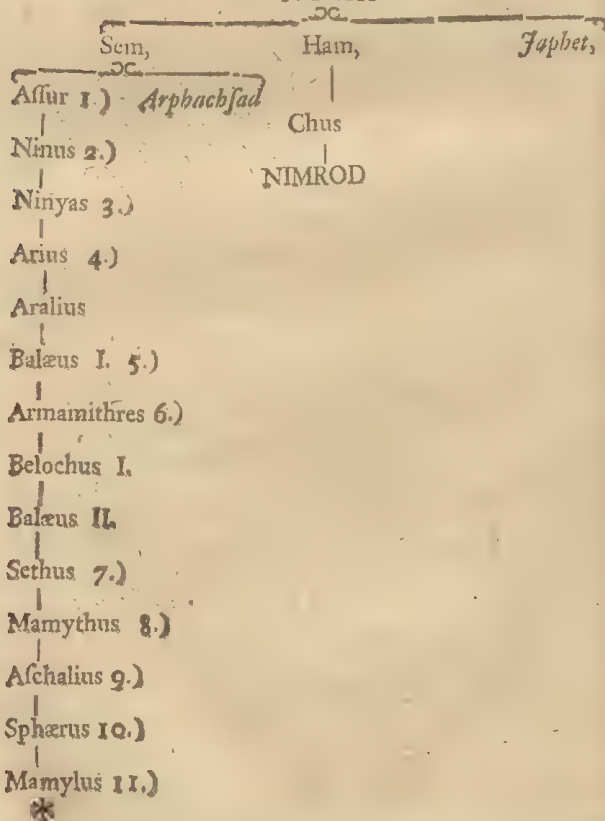 Sem, Ham, Japhet,
Aſſur 1.) Arphachſad
Chus
Ninus 2.)
NIMROD
Ninyas 3.)
Arius 4.)
Aralius
Balæus I. 5.)
Armamithres 6.)
Belochus I.
Balæus II.
Sethus 7.)
Mamythus 8.)
Aſchalius 9.)
Sphærus 10.)
Mamylus 11.)
*